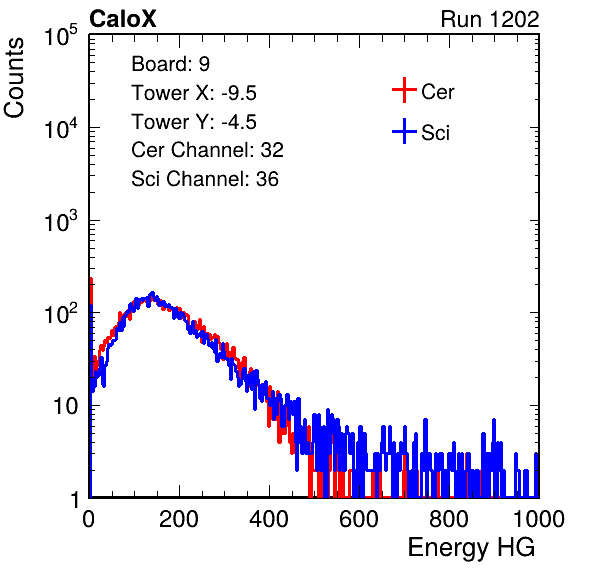 CaloX Run 1202
Counts
10^5
10^4
10^3
10^2
10
1
Board: 9
Tower X: -9.5
Tower Y: -4.5
Cer Channel: 32
Sci Channel: 36
Cer
Sci
0 200 400 600 800 1000
Energy HG